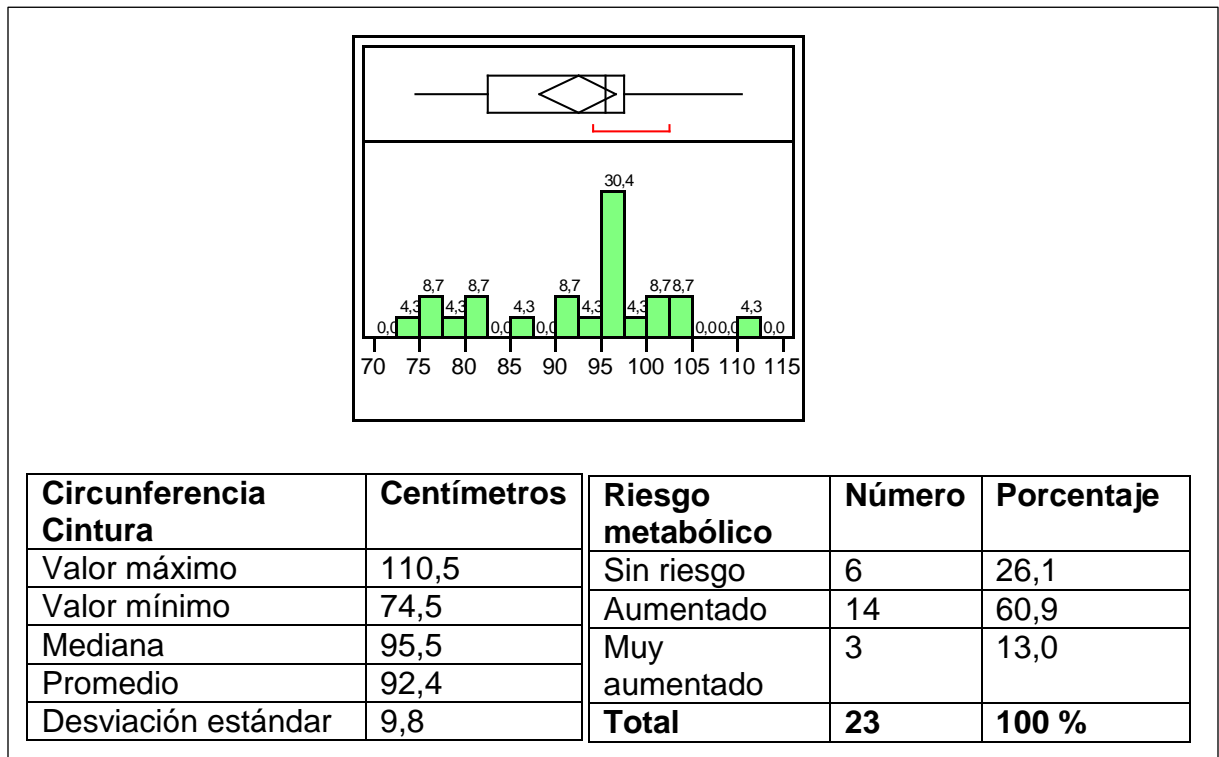 30,4
8,7 8,7 8,7 8,7 8,7
4,3 4,3 4,3 4,3 4,3 4,3
0,0 0,0 0,0 0,0 0,0 0,0
70 75 80 85 90 95 100 105 110 115
Circunferencia Cintura Centímetros
Valor máximo 110,5
Valor mínimo 74,5
Mediana 95,5
Promedio 92,4
Desviación estándar 9,8
Riesgo metabólico Número Porcentaje
Sin riesgo 6 26,1
Aumentado 14 60,9
Muy aumentado 3 13,0
Total 23 100 %